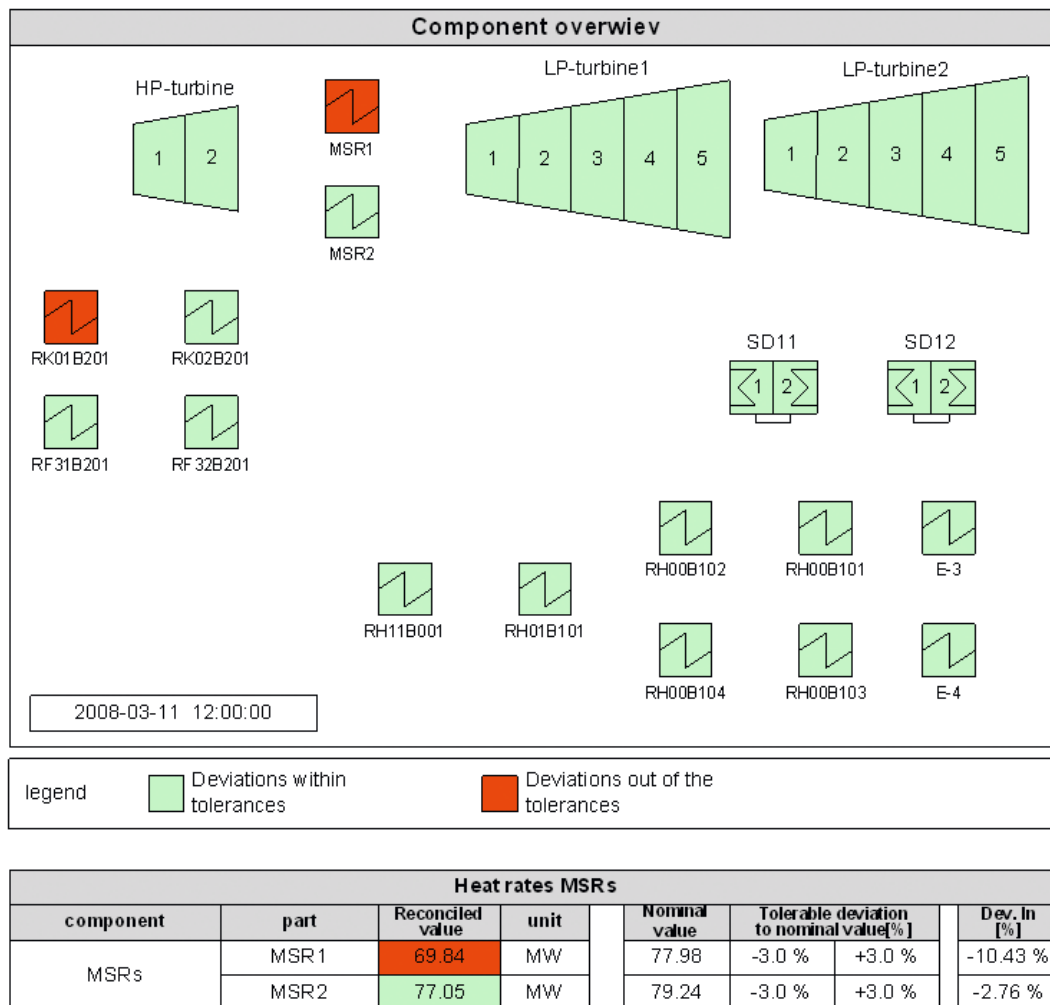 Component overwiev
HP-turbine
LP-turbine1
LP-turbine2
1 2
MSR1
1 2 3 4 5
1 2 3 4 5
MSR2
RK01B201 RK02B201
SD11 SD12
1 2 1 2
RF31B201 RF32B201
RH00B102 RH00B101 E-3
RH11B001 RH01B101
RH00B104 RH00B103 E-4
2008-03-11 12:00:00
legend
Deviations within
tolerances
Deviations out of the
tolerances
Heat rates MSRs
component part Reconciled value unit Nominal value Tolerable deviation to nominal value[%] Dev. In [%]
MSRs
MSR1 69.84 MW 77.98 -3.0 % +3.0 % -10.43 %
MSR2 77.05 MW 79.24 -3.0 % +3.0 % -2.76 %